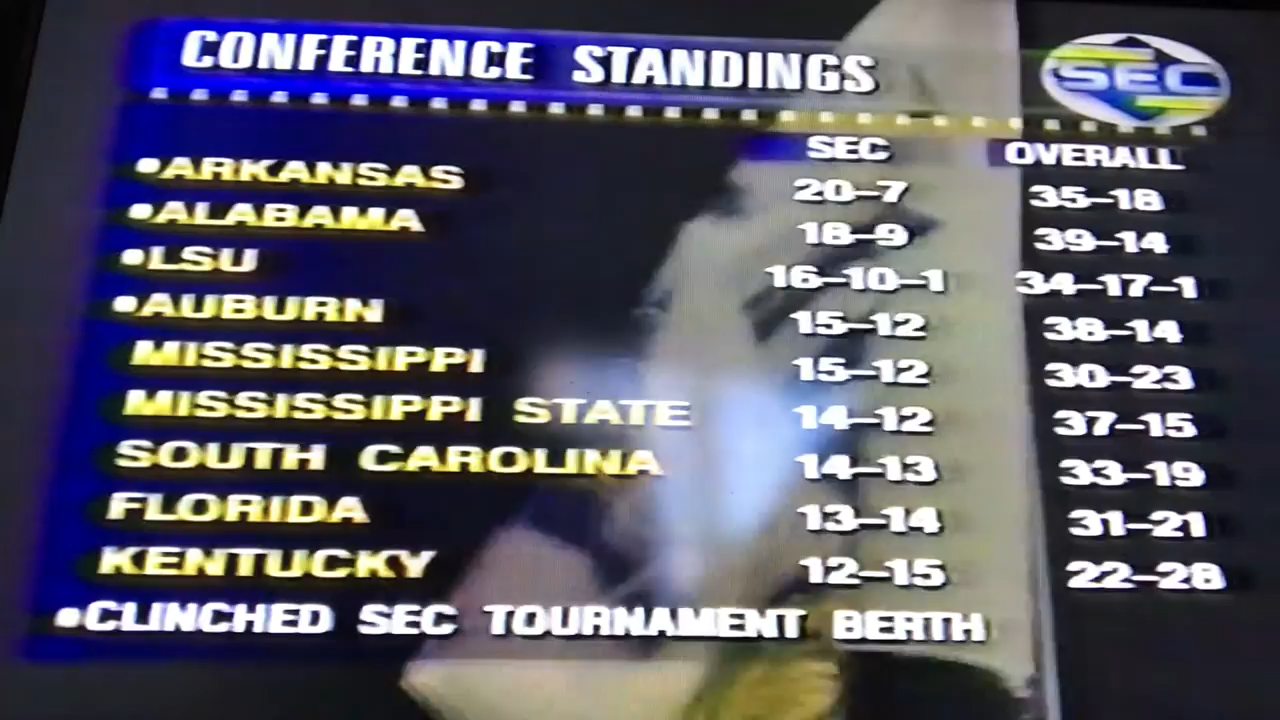 CONFERENCE STANDINGS
SEC
SEC OVERALL
•ARKANSAS 20-7 35-18
•ALABAMA 18-9 39-14
•LSU 16-10-1 34-17-1
•AUBURN 15-12 38-14
MISSISSIPPI 15-12 30-23
MISSISSIPPI STATE 14-12 37-15
SOUTH CAROLINA 14-13 33-19
FLORIDA 13-14 31-21
KENTUCKY 12-15 22-28
•CLINCHED SEC TOURNAMENT BERTH